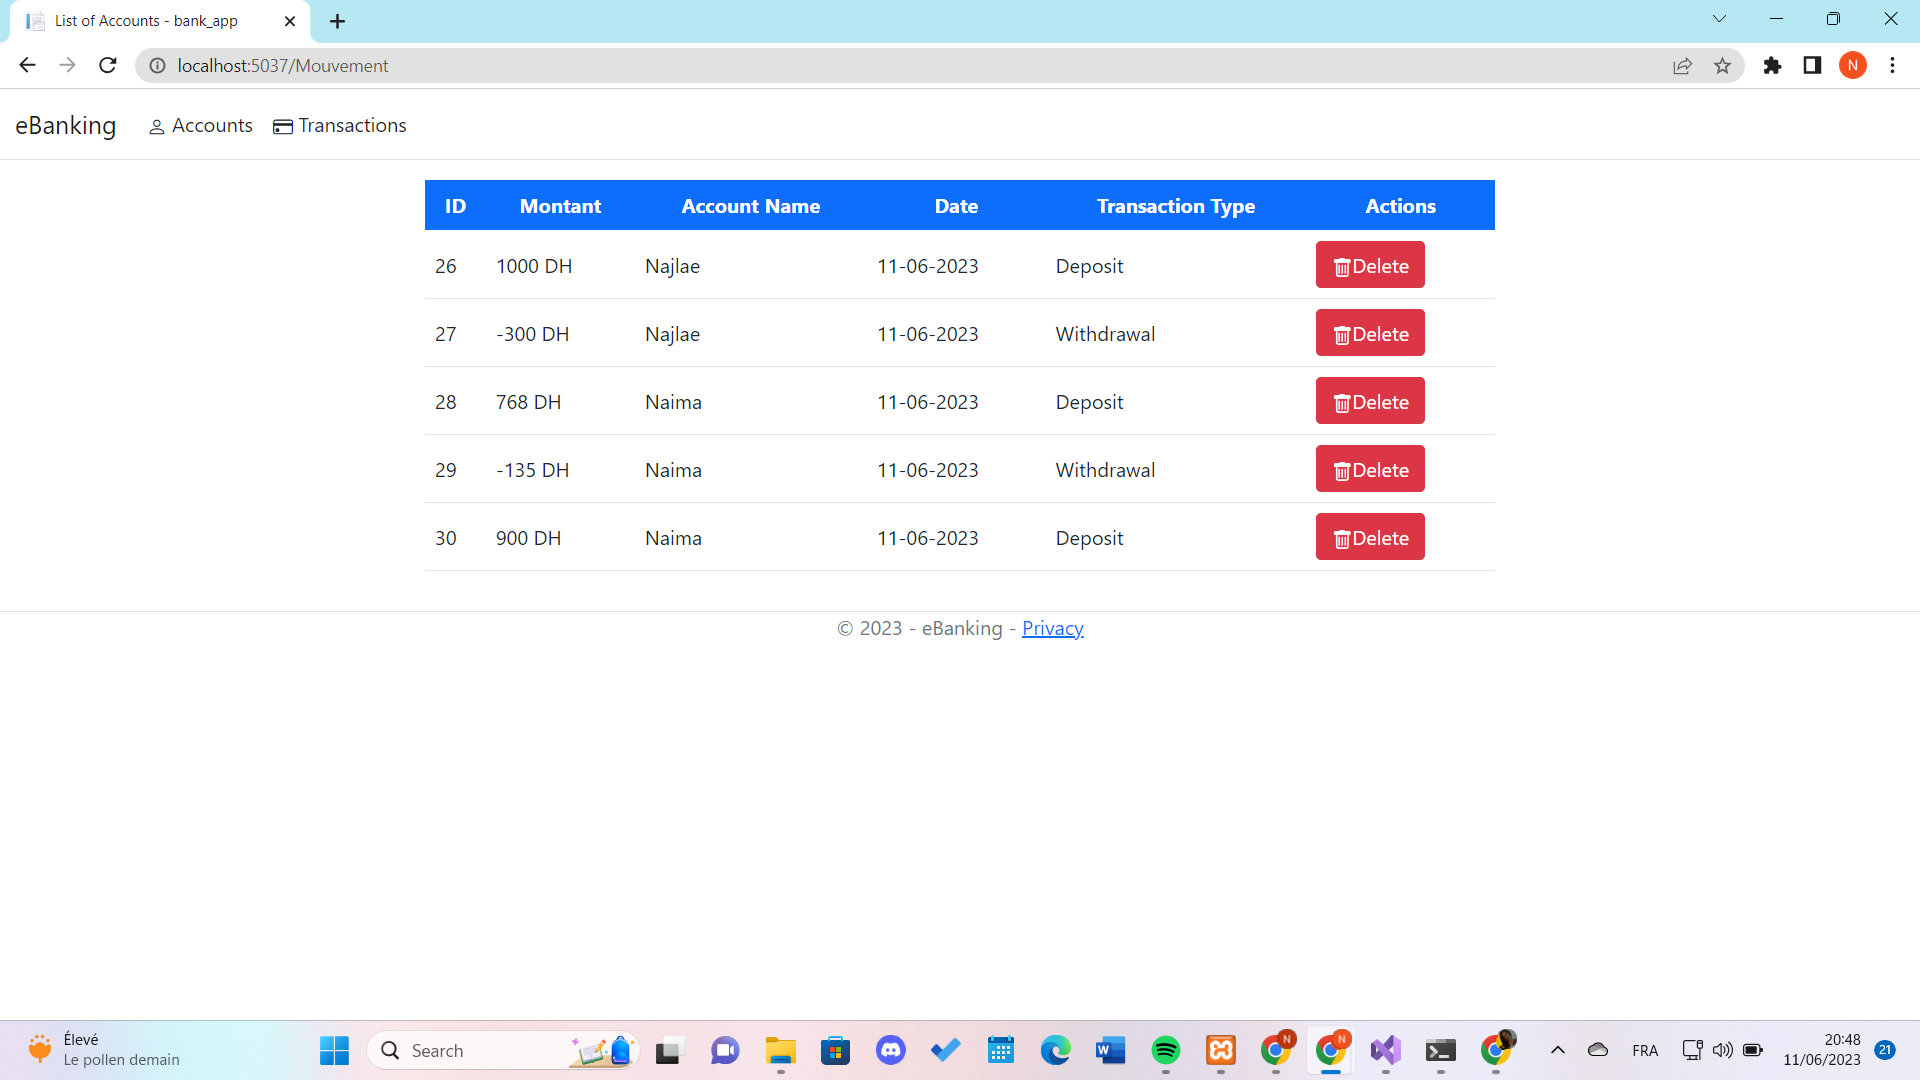 List of Accounts - bank_app
localhost:5037/Mouvement
N
eBanking Accounts Transactions
ID Montant Account Name Date Transaction Type Actions
26 1000 DH Najlae 11-06-2023 Deposit Delete
27 -300 DH Najlae 11-06-2023 Withdrawal Delete
28 768 DH Naima 11-06-2023 Deposit Delete
29 -135 DH Naima 11-06-2023 Withdrawal Delete
30 900 DH Naima 11-06-2023 Deposit Delete
© 2023 - eBanking - Privacy
Élevé
Le pollen demain
Search
W
N
N
FRA
20:48
11/06/2023
21